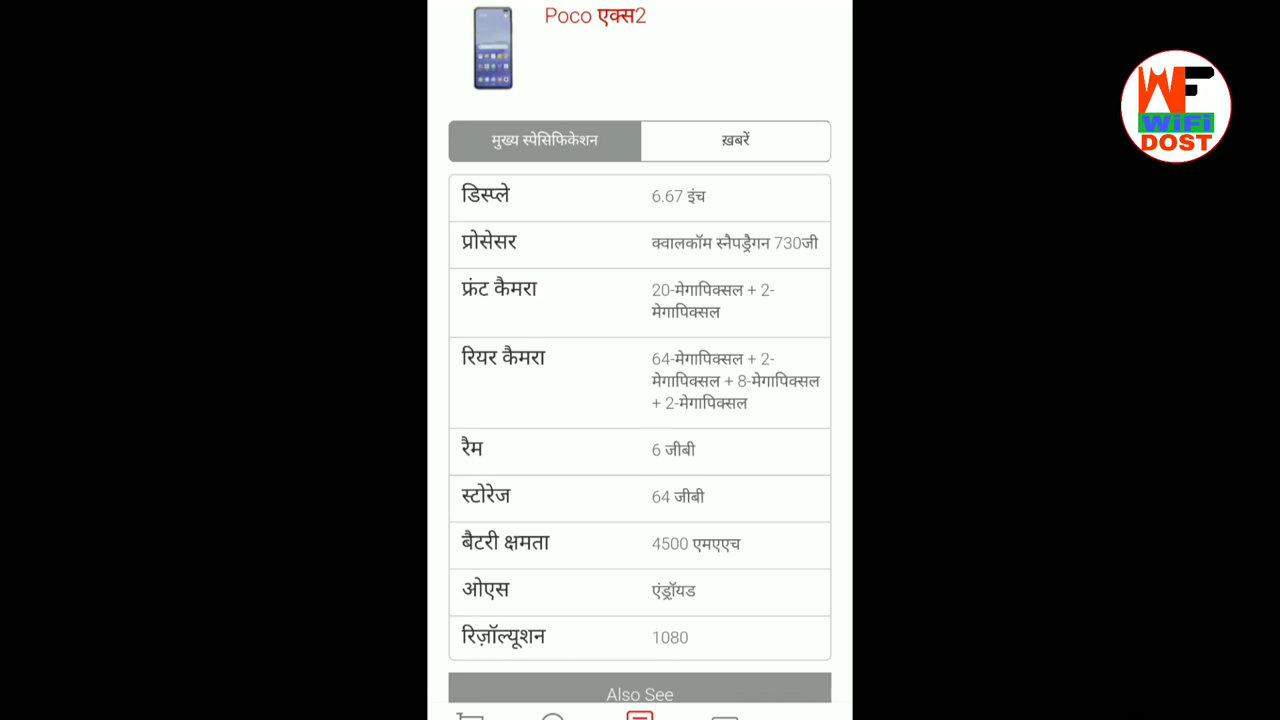 Poco एक्स2
WF
WiFi
DOST
मुख्य स्पेसिफिकेशन
ख़बरें
डिस्प्ले
6.67 इंच
प्रोसेसर
क्वालकॉम स्नैपड्रैगन 730जी
फ्रंट कैमरा
20-मेगापिक्सल + 2-
मेगापिक्सल
रियर कैमरा
64-मेगापिक्सल + 2-
मेगापिक्सल + 8-मेगापिक्सल
+ 2-मेगापिक्सल
रैम
6 जीबी
स्टोरेज
64 जीबी
बैटरी क्षमता
4500 एमएएच
ओएस
एंड्रॉयड
रिज़ॉल्यूशन
1080
Also See